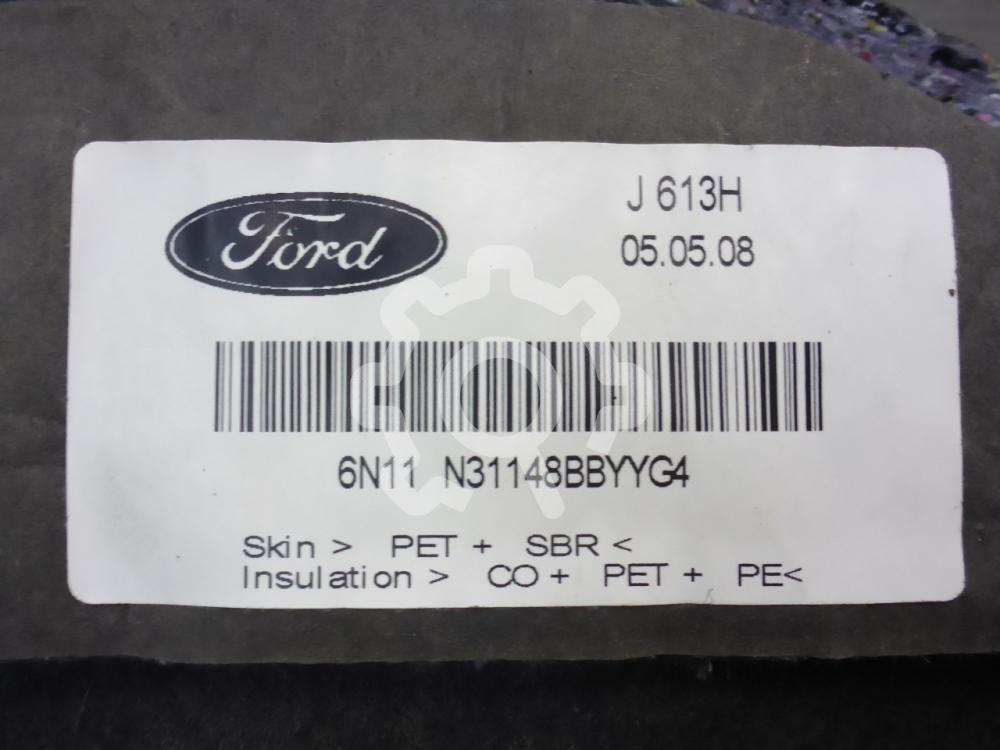 Ford
J 613H
05.05.08
6N11 N31148BBYYG4
Skin > PET + SBR <
Insulation > CO + PET + PE<